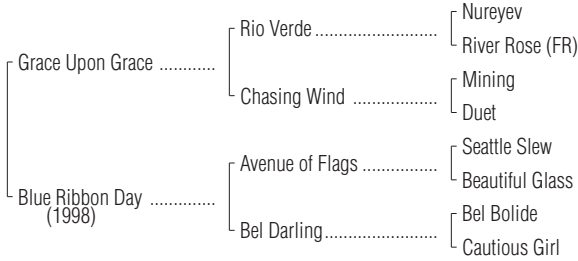 Nureyev
Rio Verde ..........................
River Rose (FR)
Grace Upon Grace ............
Mining
Chasing Wind ..................
Duet
Seattle Slew
Avenue of Flags ................
Beautiful Glass
Blue Ribbon Day ..............
(1998)
Bel Bolide
Bel Darling........................
Cautious Girl